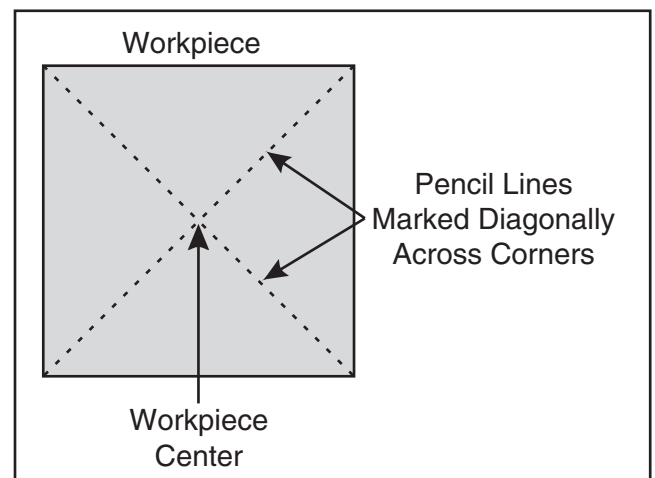 Workpiece
Pencil Lines
Marked Diagonally
Across Corners
Workpiece
Center